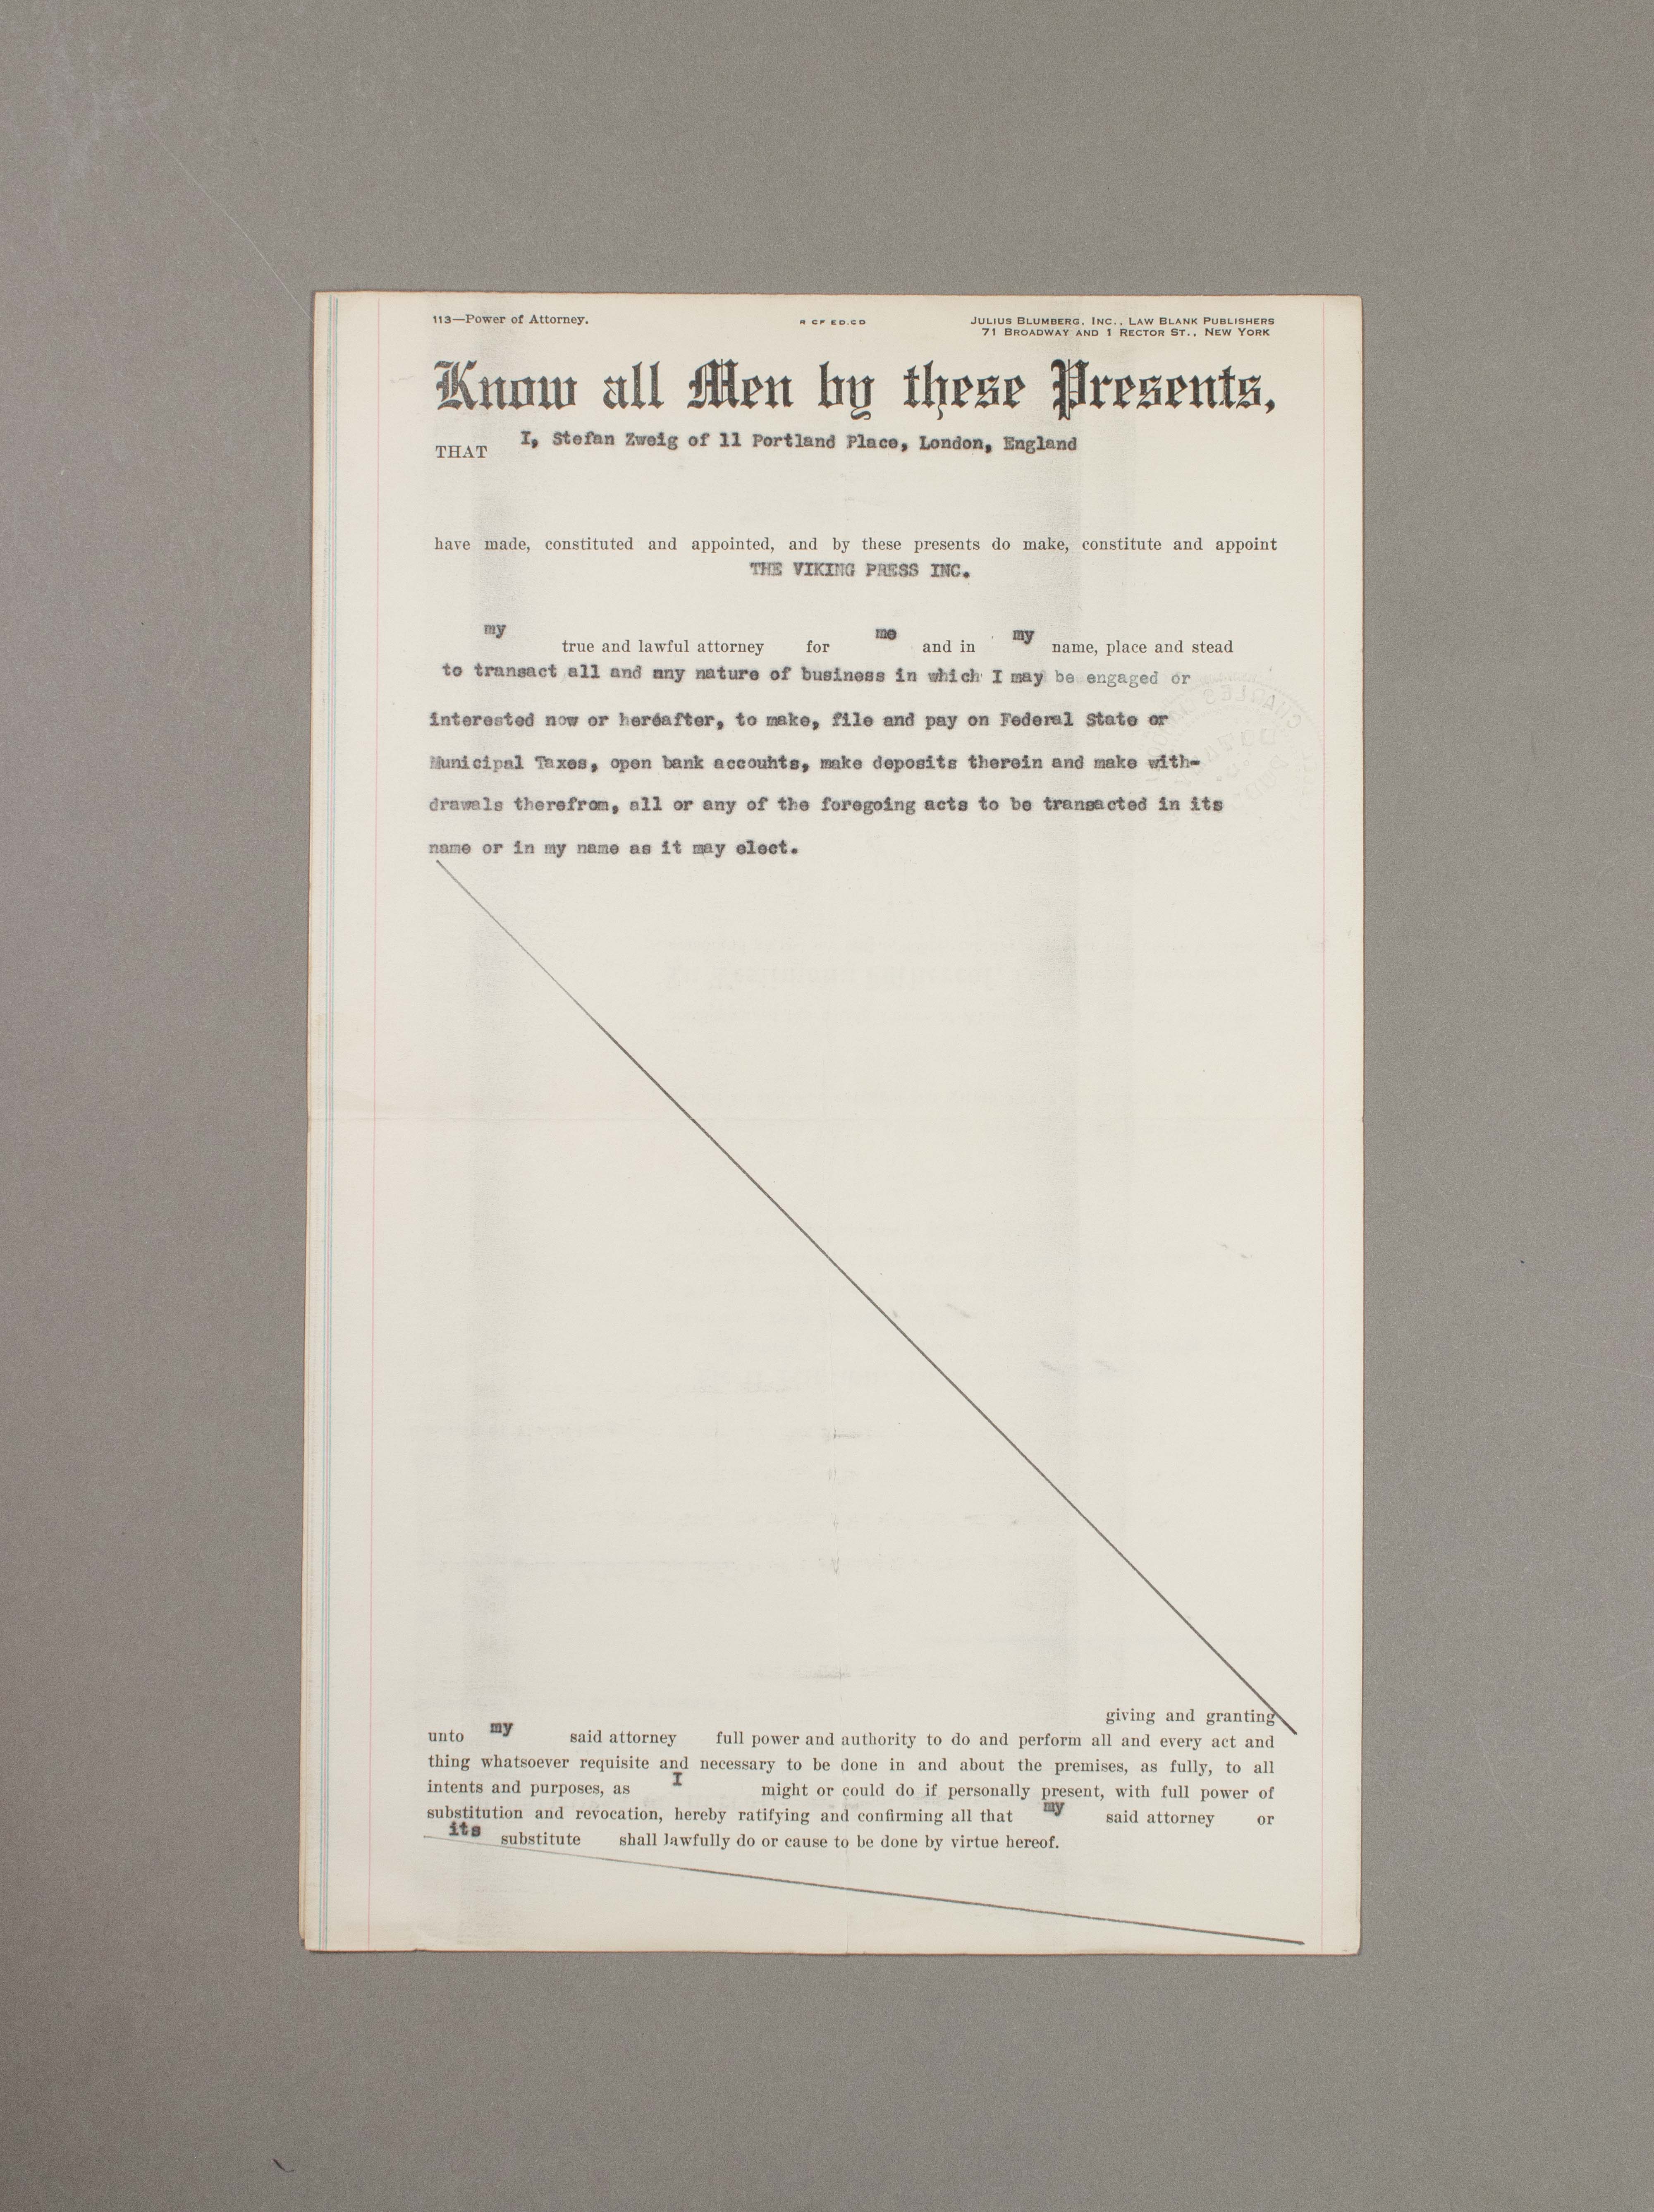 113—Power of Attorney.
JULIUS BLUMBERG, INC., LAW BLANK PUBLISHERS
71 BROADWAY AND 1 RECTOR ST., NEW YORK
Know all Men by these Presents,
THAT I, Stefan Zweig of 11 Portland Place, London, England
have made, constituted and appointed, and by these presents do make, constitute and appoint
THE VIKING PRESS INC.
my true and lawful attorney for me and in my name, place and stead
to transact all and any nature of business in which I may be engaged or
interested now or hereafter, to make, file and pay on Federal State or
Municipal Taxes, open bank accouhts, make deposits therein and make with-
drawals therefrom, all or any of the foregoing acts to be transacted in its
name or in my name as it may elect.
giving and granting
unto my said attorney full power and authority to do and perform all and every act and
thing whatsoever requisite and necessary to be done in and about the premises, as fully, to all
intents and purposes, as I might or could do if personally present, with full power of
substitution and revocation, hereby ratifying and confirming all that my said attorney or
its substitute shall lawfully do or cause to be done by virtue hereof.